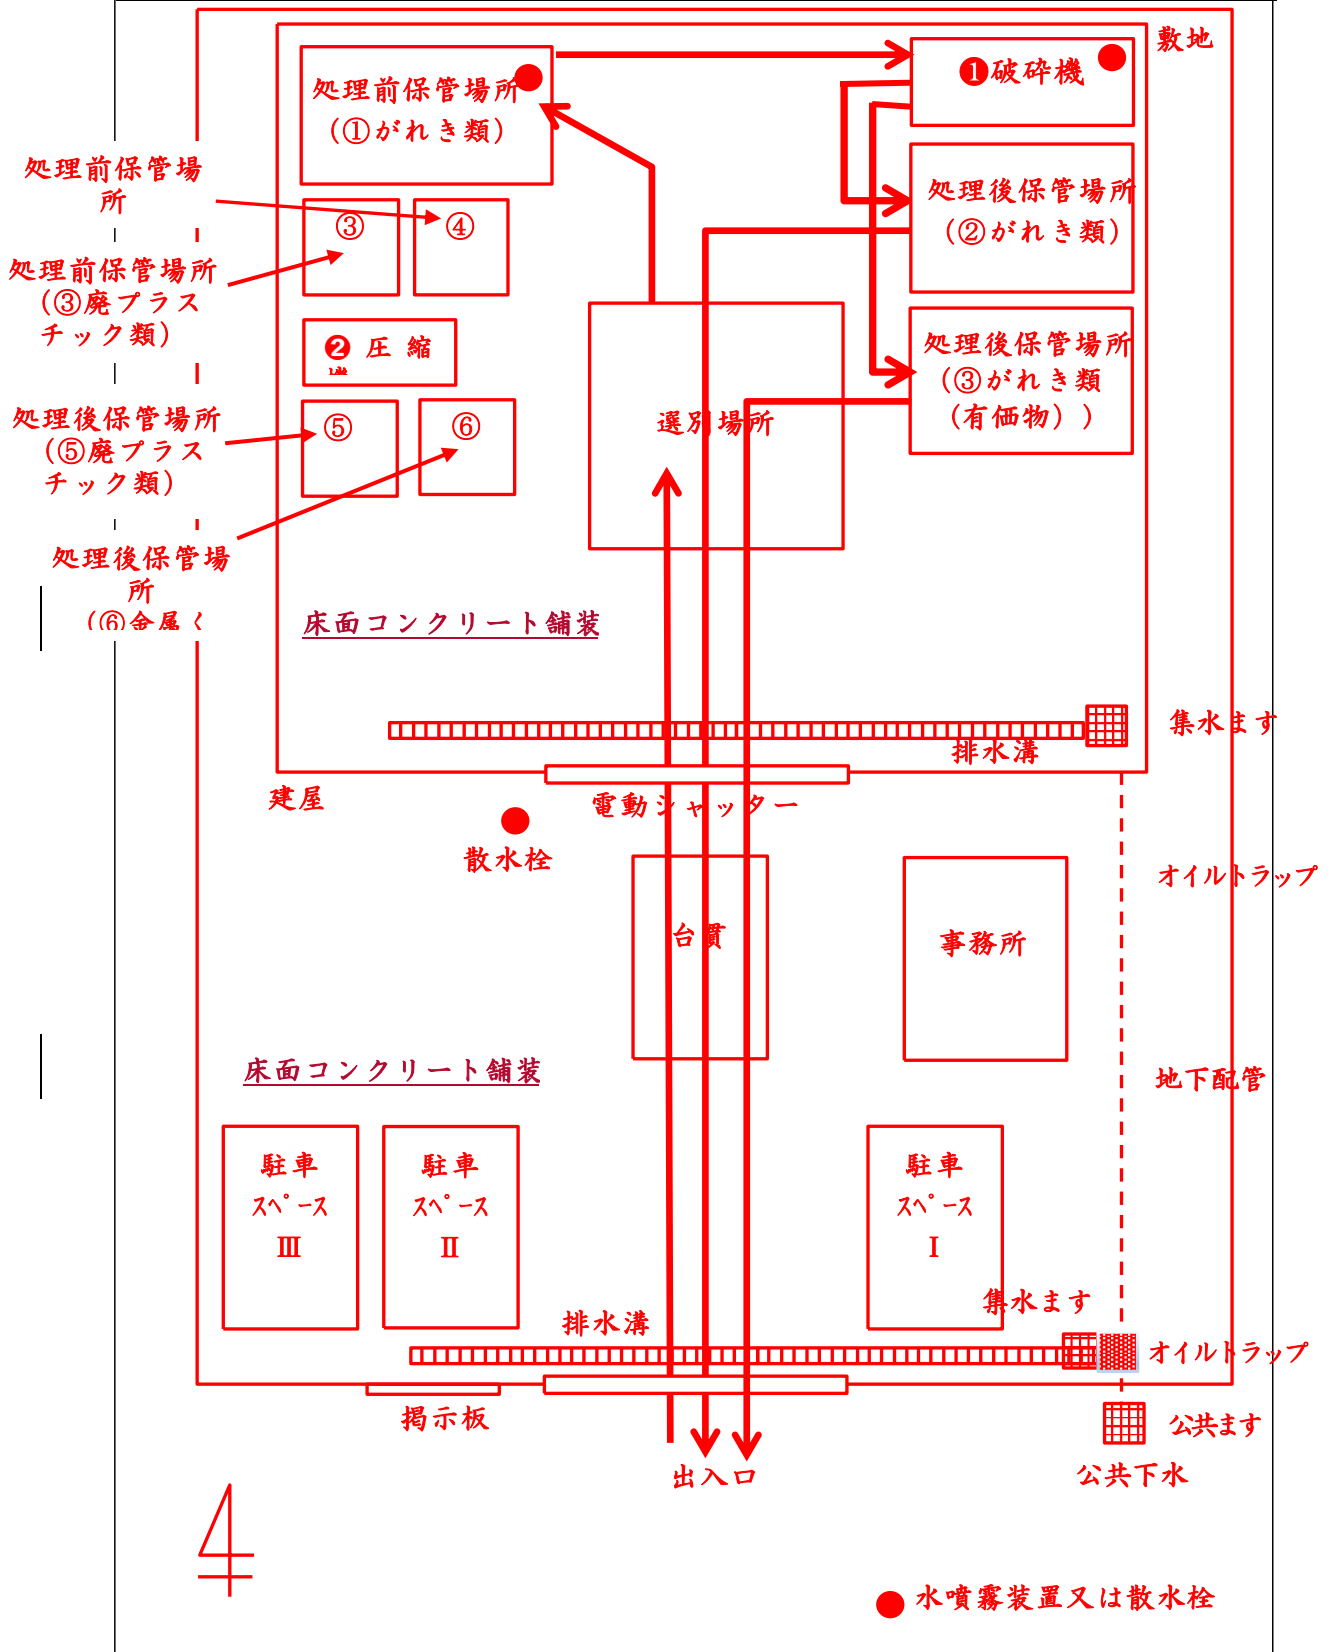 敷地
処理前保管場所
（①がれき類）
❶破砕機
処理前保管場
所
処理後保管場所
（②がれき類）
③
④
処理前保管場所
（③廃プラス
チック類）
❷ 圧 縮
処理後保管場所
（③がれき類
（有価物））
選別場所
処理後保管場所
（⑤廃プラス
チック類）
⑤
⑥
処理後保管場
所
（⑥金属く
床面コンクリート舗装
集水ます
排水溝
建屋
電動シャッター
散水栓
オイルトラップ
台貫
事務所
床面コンクリート舗装
地下配管
駐車
スペース
Ⅲ
駐車
スペース
Ⅱ
駐車
スペース
Ⅰ
集水ます
排水溝
オイルトラップ
掲示板
公共ます
出入口
公共下水
水噴霧装置又は散水栓